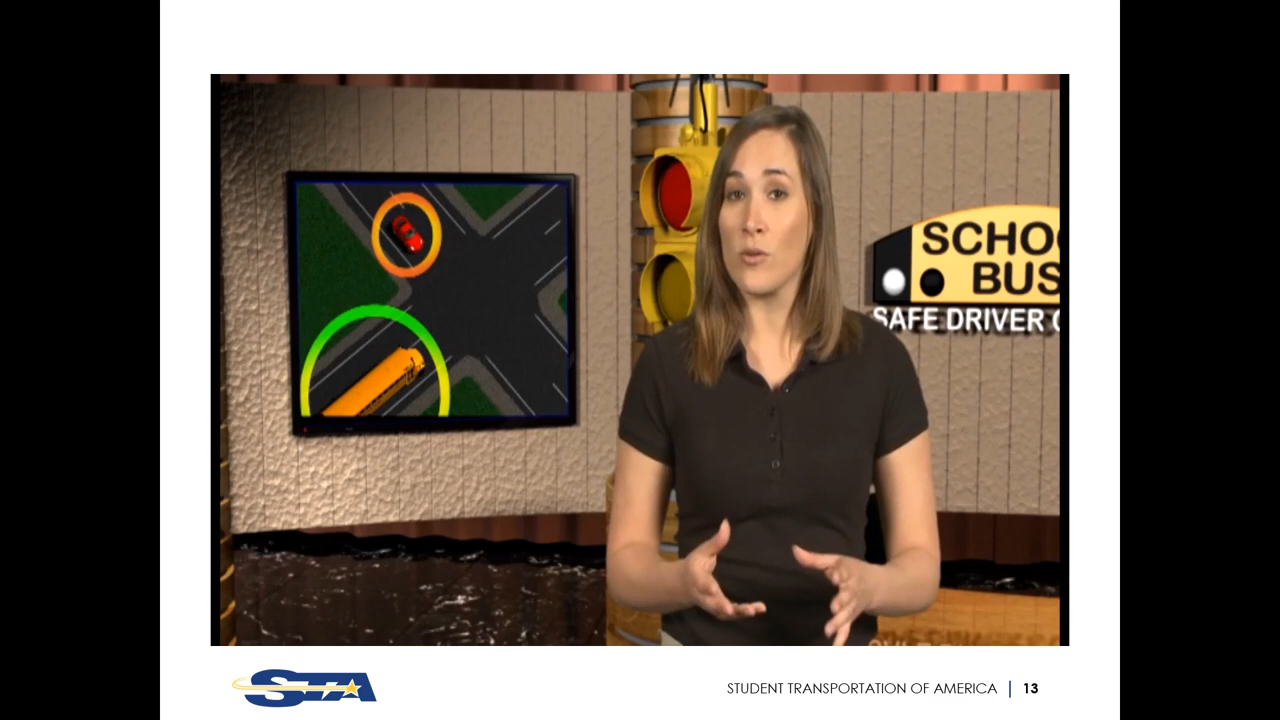 SCHO
BUS
SAFE DRIVER
STA
STUDENT TRANSPORTATION OF AMERICA | 13